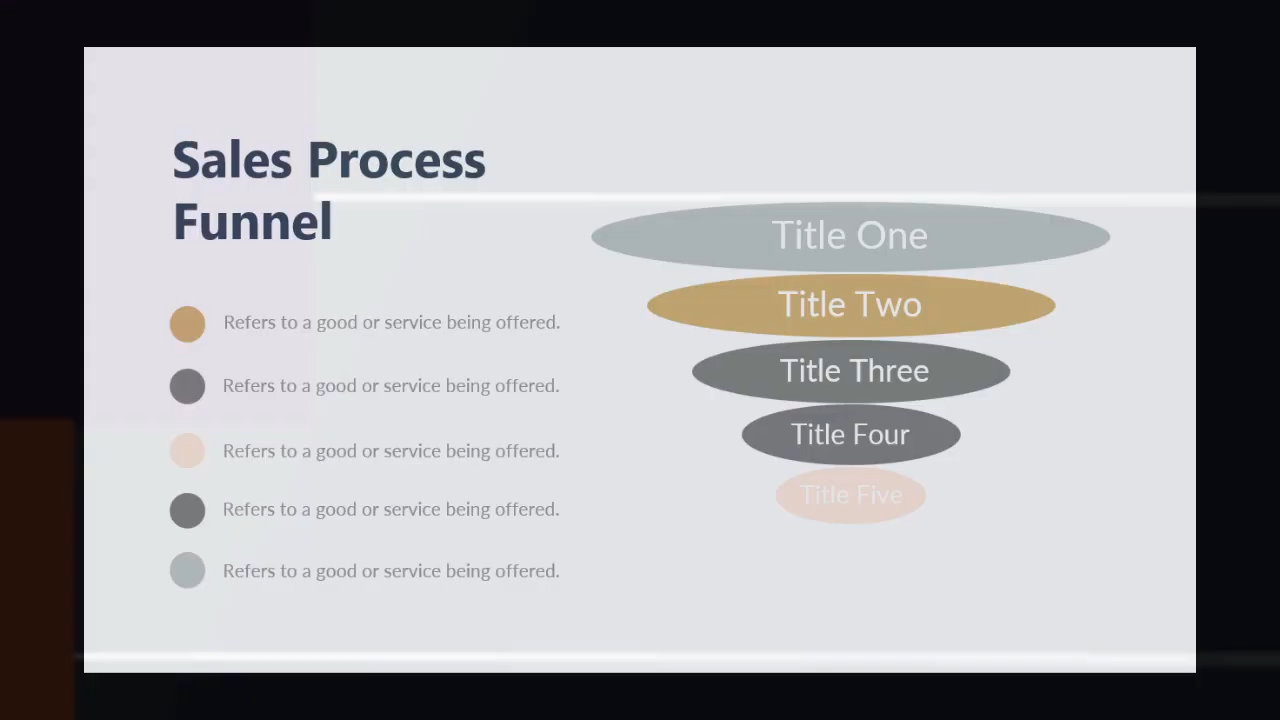 Sales Process
Funnel
Refers to a good or service being offered.
Refers to a good or service being offered.
Refers to a good or service being offered.
Refers to a good or service being offered.
Refers to a good or service being offered.
Title One
Title Two
Title Three
Title Four
Title Five